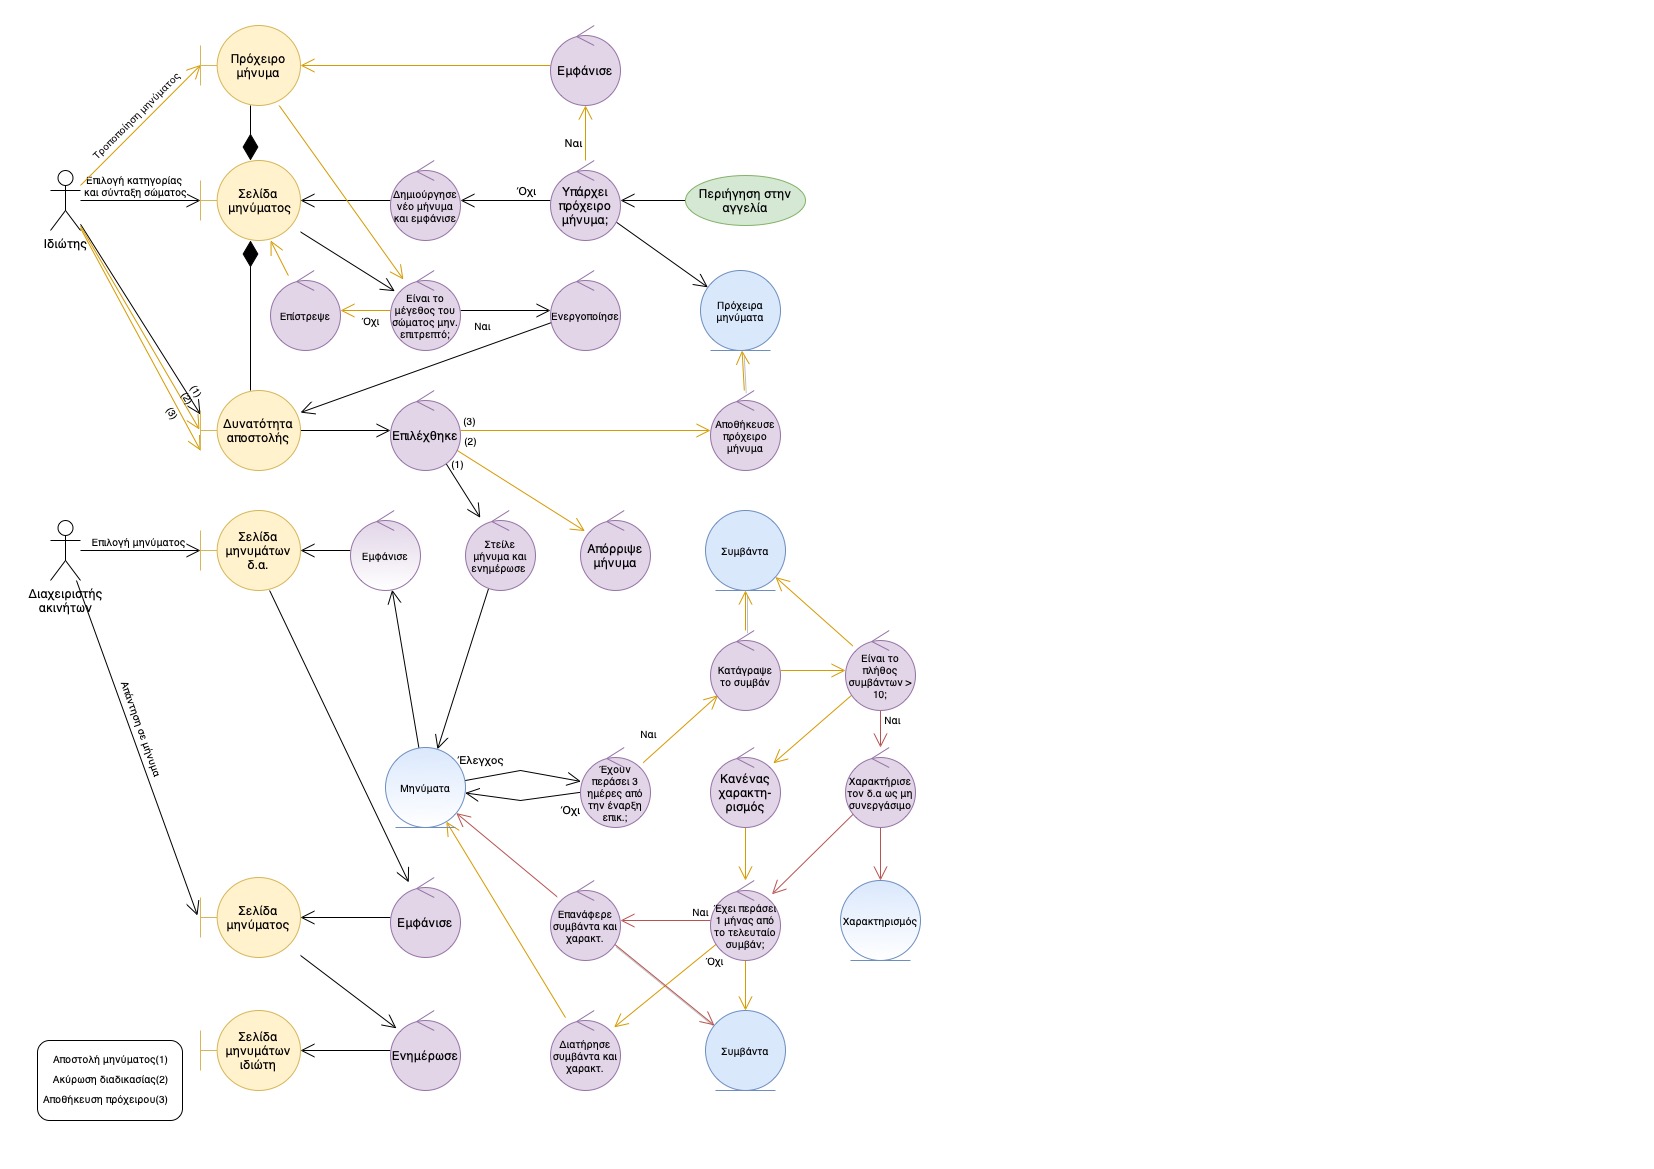 Πρόχειρο
μήνυμα
Εμφάνισε
Τροποποίηση μηνύματος
Ναι
Επιλογή κατηγορίας
και σύνταξη σώματος
Ιδιώτης
Σελίδα
μηνύματος
Δημιούργησε
νέο μήνυμα
και εμφάνισε
Όχι
Υπάρχει
πρόχειρο
μήνυμα;
Περιήγηση στην
αγγελία
Επίστρεψε
Όχι
Είναι το
μέγεθος του
σώματος μην.
επιτρεπτό;
Ναι
Ενεργοποίησε
Πρόχειρα
μηνύματα
(1)
(2)
(3)
Δυνατότητα
αποστολής
Επιλέχθηκε
(3)
(2)
(1)
Αποθήκευσε
πρόχειρο
μήνυμα
Διαχειριστής
ακινήτων
Επιλογή μηνύματος
Σελίδα
μηνυμάτων
δ.α.
Εμφάνισε
Στείλε
μήνυμα και
ενημέρωσε
Απόρριψε
μήνυμα
Συμβάντα
Απάντηση σε μήνυμα
Κατάγραψε
το συμβάν
Είναι το
πλήθος
συμβάντων >
10;
Ναι
Ναι
Μηνύματα
Έλεγχος
Όχι
Έχουν
περάσει 3
ημέρες από
την έναρξη
επικ.;
Κανένας
χαρακτη-
ρισμός
Χαρακτήρισε
τον δ.α ως μη
συνεργάσιμο
Σελίδα
μηνύματος
Εμφάνισε
Επανάφερε
συμβάντα και
χαρακτ.
Ναι
Έχει περάσει
1 μήνας από
το τελευταίο
συμβάν;
Όχι
Χαρακτηρισμός
Σελίδα
μηνυμάτων
ιδιώτη
Ενημέρωσε
Διατήρησε
συμβάντα και
χαρακτ.
Συμβάντα
Αποστολή μηνύματος(1)
Ακύρωση διαδικασίας(2)
Αποθήκευση πρόχειρου(3)